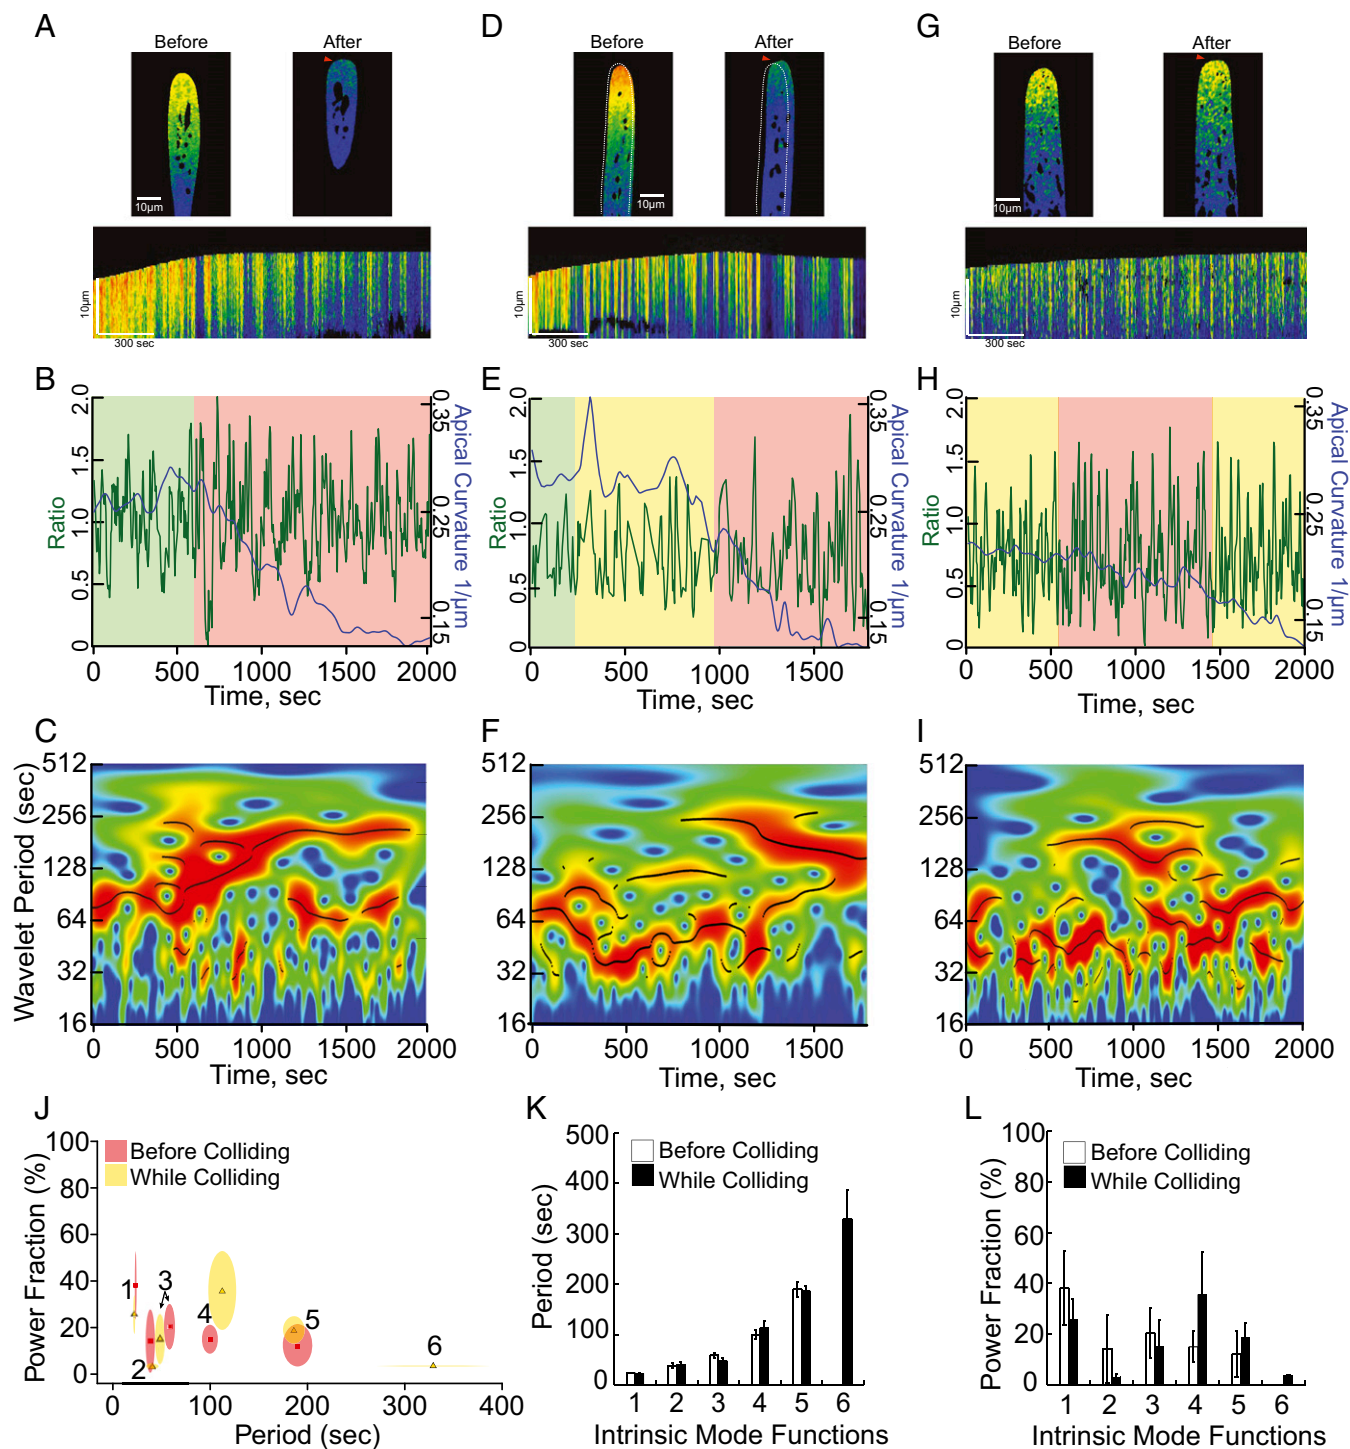 A
Before
After
10µm
10µm
300 sec
D
Before
After
10µm
10µm
300 sec
G
Before
After
10µm
10µm
300 sec
B
Ratio
2.0
1.5
1.0
0.5
0
0.35
0.25
0.15
Apical Curvature 1/µm
0 500 1000 1500 2000
Time, sec
E
Ratio
2.0
1.5
1.0
0.5
0
0.35
0.25
0.15
Apical Curvature 1/µm
0 500 1000 1500
Time, sec
H
Ratio
2.0
1.5
1.0
0.5
0
0.35
0.25
0.15
Apical Curvature 1/µm
0 500 1000 1500 2000
Time, sec
C
Wavelet Period (sec)
512
256
128
64
32
16
0 500 1000 1500 2000
Time, sec
F
512
256
128
64
32
16
0 500 1000 1500
Time, sec
I
512
256
128
64
32
16
0 500 1000 1500 2000
Time, sec
J
Power Fraction (%)
100
80
60
40
20
0
Before Colliding
While Colliding
1
2
3
4
5
6
0 100 200 300 400
Period (sec)
K
Period (sec)
500
400
300
200
100
0
Before Colliding
While Colliding
1 2 3 4 5 6
Intrinsic Mode Functions
L
Power Fraction (%)
100
80
60
40
20
0
Before Colliding
While Colliding
1 2 3 4 5 6
Intrinsic Mode Functions